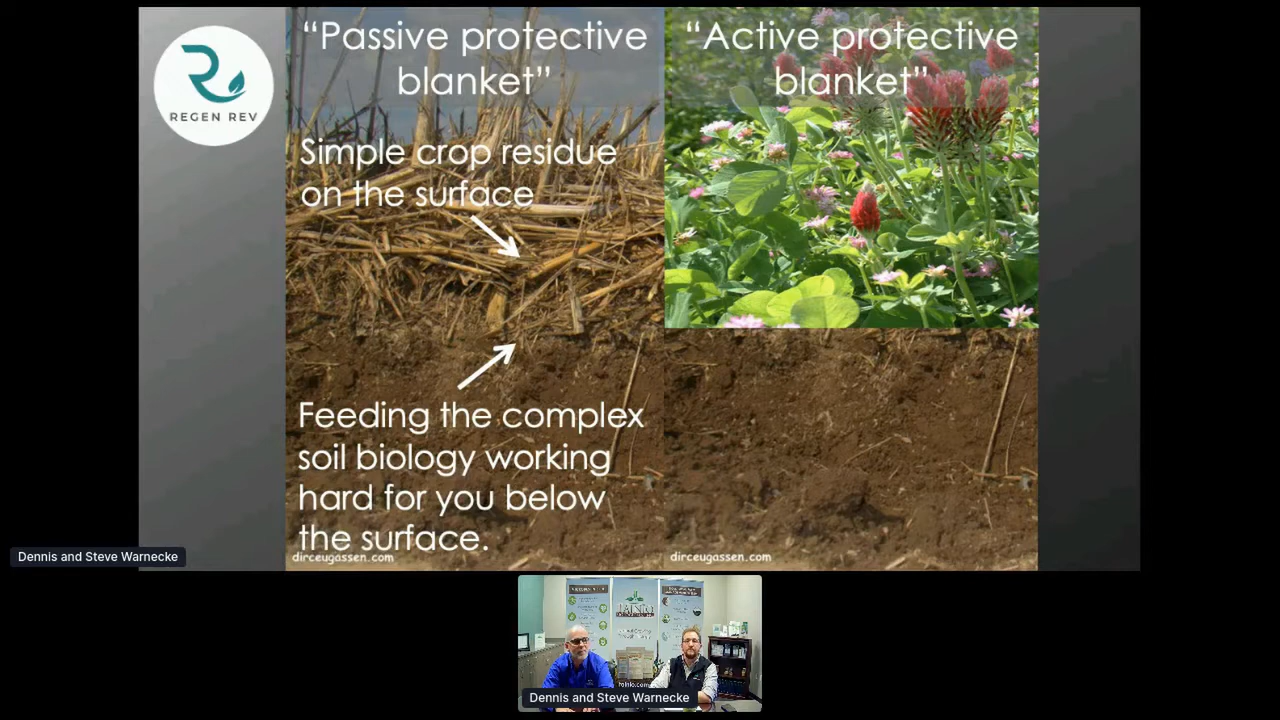 REGEN REV
“Passive protective
blanket”
Simple crop residue
on the surface
Feeding the complex
soil biology working
hard for you below
the surface.
dirceugassen.com
“Active protective
blanket”
dirceugassen.com
Dennis and Steve Warnecke
Dennis and Steve Warnecke